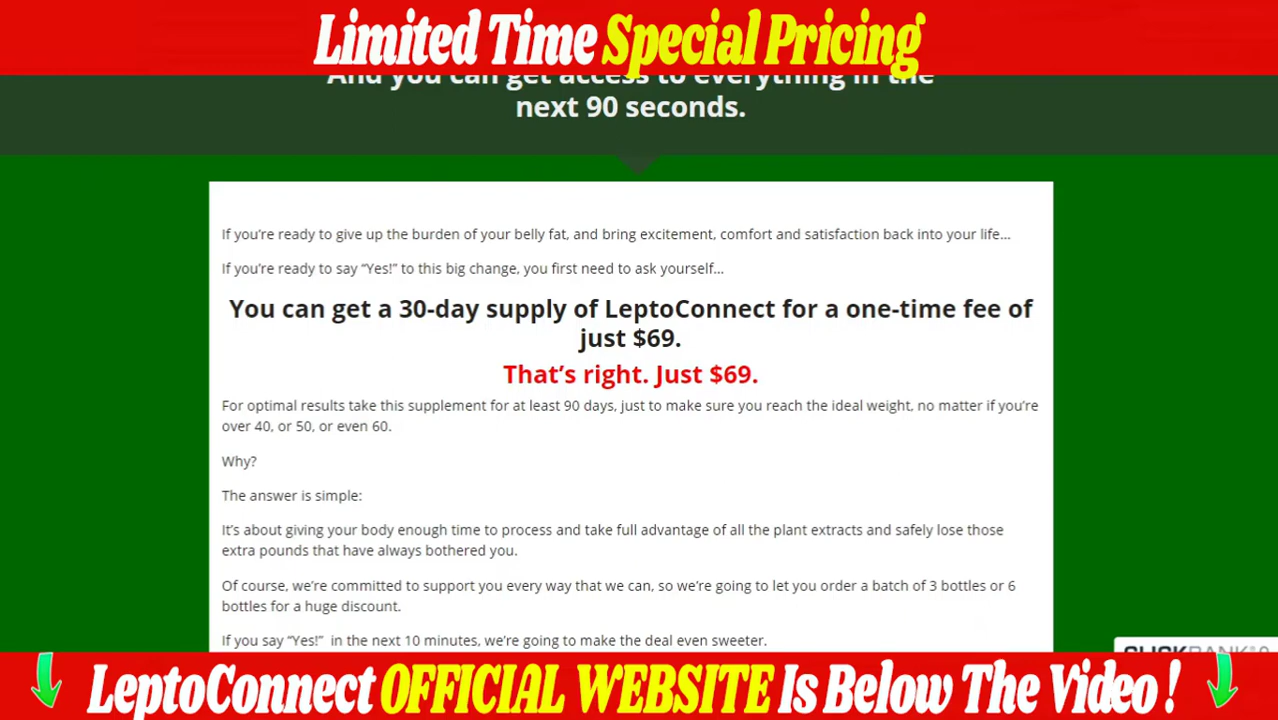 Limited Time Special Pricing
And you can get access to everything in the
next 90 seconds.
If you’re ready to give up the burden of your belly fat, and bring excitement, comfort and satisfaction back into your life…
If you’re ready to say “Yes!” to this big change, you first need to ask yourself…
You can get a 30-day supply of LeptoConnect for a one-time fee of
just $69.
That’s right. Just $69.
For optimal results take this supplement for at least 90 days, just to make sure you reach the ideal weight, no matter if you’re
over 40, or 50, or even 60.
Why?
The answer is simple:
It’s about giving your body enough time to process and take full advantage of all the plant extracts and safely lose those
extra pounds that have always bothered you.
Of course, we’re committed to support you every way that we can, so we’re going to let you order a batch of 3 bottles or 6
bottles for a huge discount.
If you say “Yes!” in the next 10 minutes, we’re going to make the deal even sweeter.
CLICKBANK®
LeptoConnect OFFICIAL WEBSITE Is Below The Video !